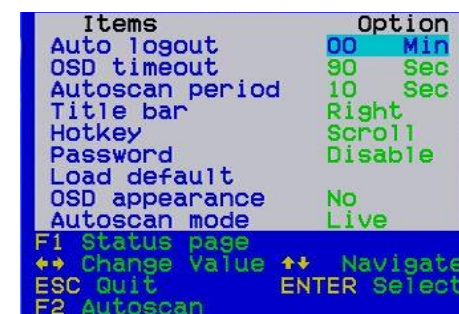 Items Option
Auto logout 00 Min
OSD timeout 90 Sec
Autoscan period 10 Sec
Title bar Right
Hotkey Scroll
Password Disable
Load default
OSD appearance No
Autoscan mode Live
F1 Status page
↔ Change Value ↕ Navigate
ESC Quit ENTER Select
F2 Autoscan